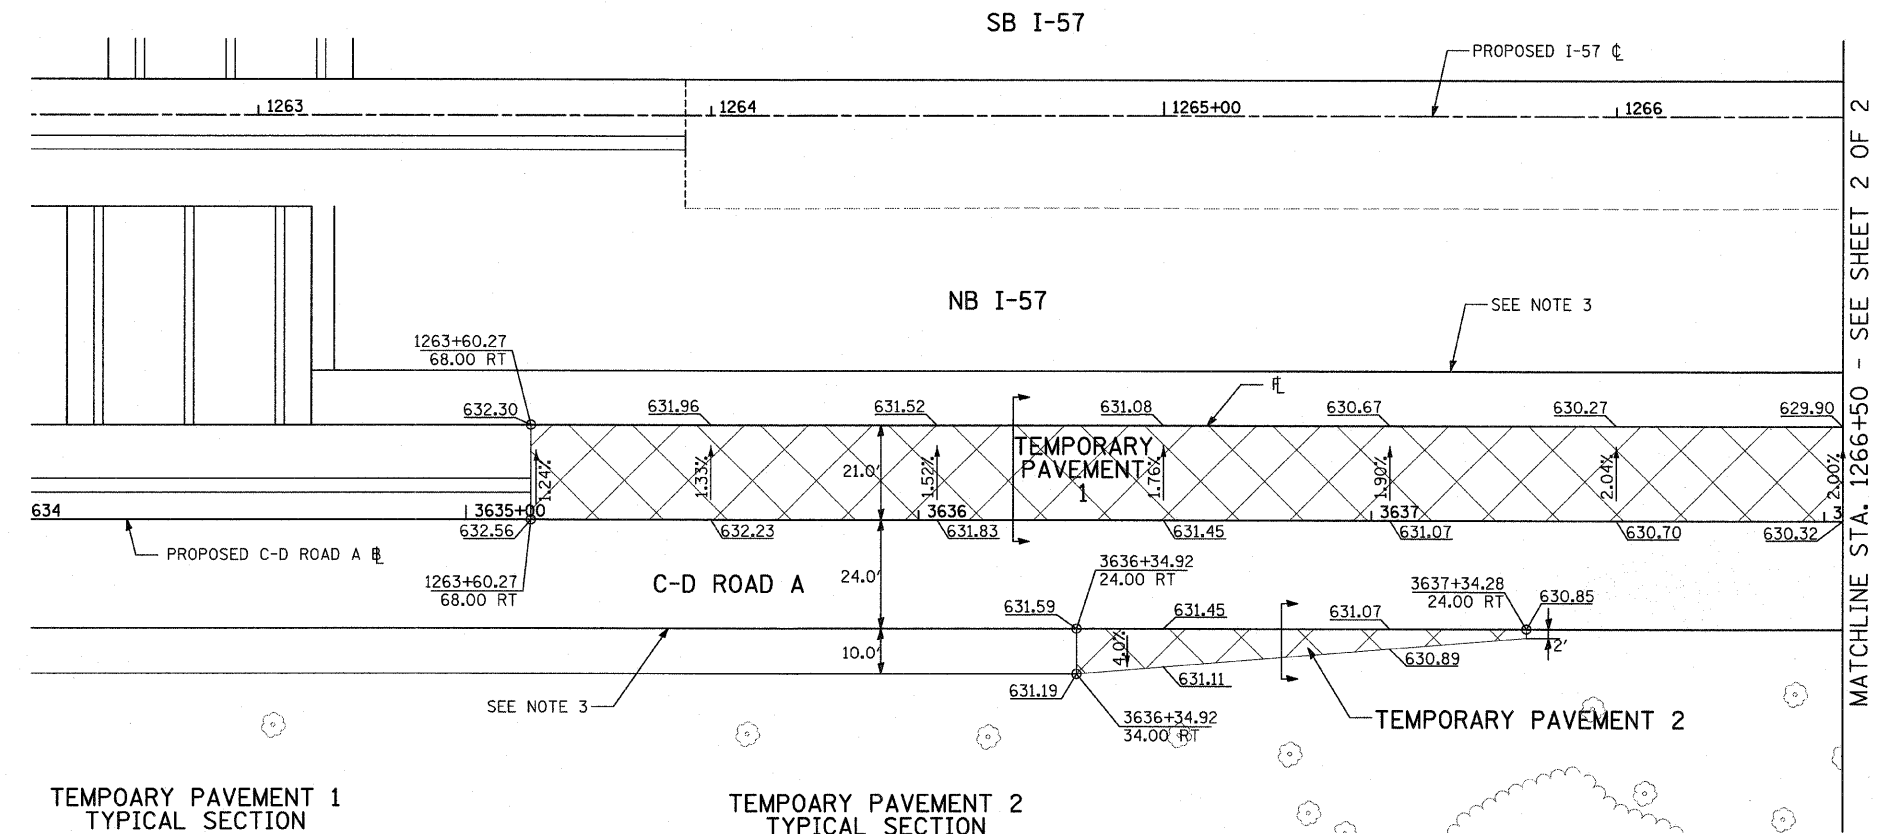 SB I-57
PROPOSED I-57 ℄
1263
1264
1265+00
1266
NB I-57
SEE NOTE 3
1263+60.27
68.00 RT
632.30
631.96
631.52
631.08
630.67
630.27
629.90
TEMPORARY
PAVEMENT
1
21.0'
1.24%
1.33%
1.52%
1.76%
1.90%
2.04%
2.00%
634
3635+00
3636
3637
3
632.56
632.23
631.83
631.45
631.07
630.70
630.32
PROPOSED C-D ROAD A
1263+60.27
68.00 RT
C-D ROAD A
24.0'
3636+34.92
24.00 RT
3637+34.28
24.00 RT
631.59
631.45
631.07
630.85
10.0'
4.0%
2'
631.19
631.11
630.89
SEE NOTE 3
3636+34.92
34.00 RT
TEMPORARY PAVEMENT 2
MATCHLINE STA. 1266+50 - SEE SHEET 2 OF 2
TEMPOARY PAVEMENT 1
TYPICAL SECTION
TEMPOARY PAVEMENT 2
TYPICAL SECTION